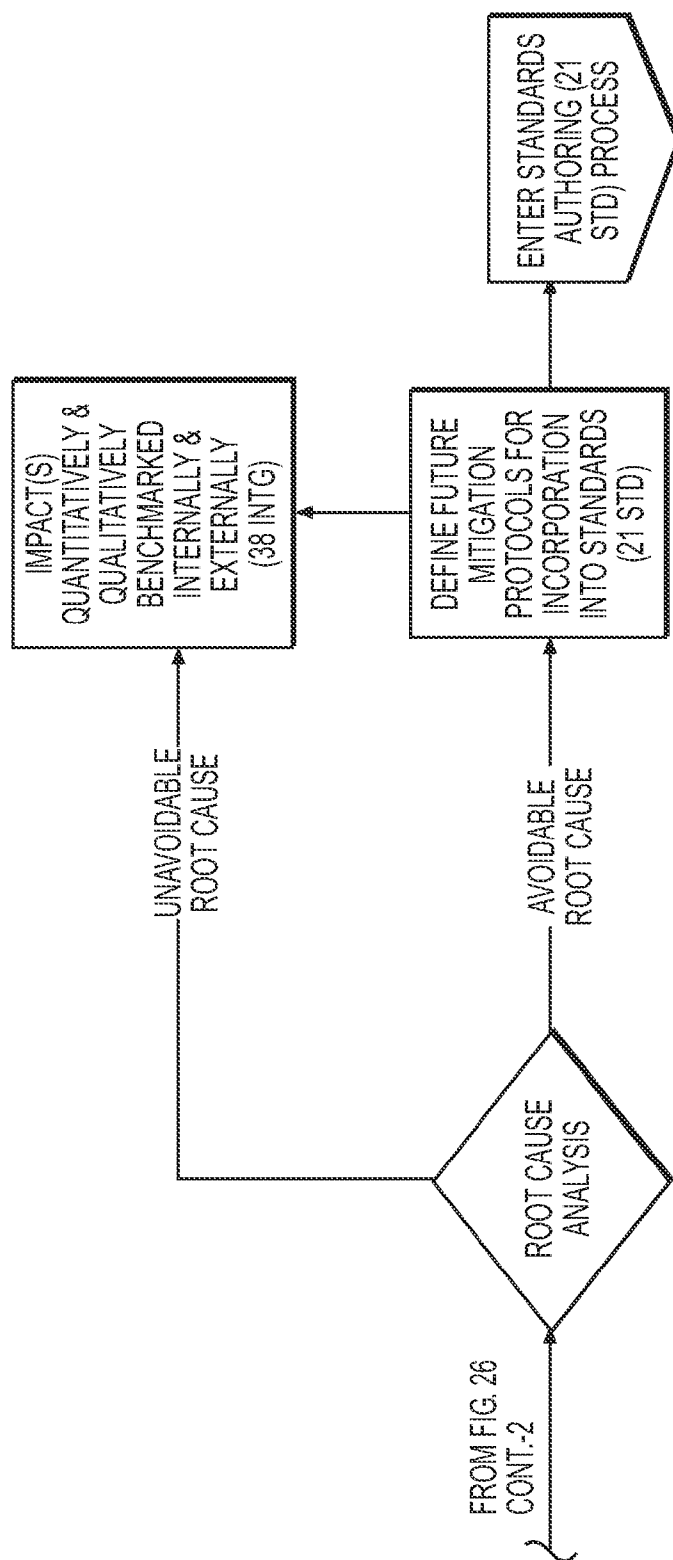 FROM FIG. 26
CONT.-2
ROOT CAUSE
ANALYSIS
UNAVOIDABLE
ROOT CAUSE
AVOIDABLE
ROOT CAUSE
IMPACT(S)
QUANTITATIVELY &
QUALITATIVELY
BENCHMARKED
INTERNALLY &
EXTERNALLY
(38 INTG)
DEFINE FUTURE
MITIGATION
PROTOCOLS FOR
INCORPORATION
INTO STANDARDS
(21 STD)
ENTER STANDARDS
AUTHORING (21
STD) PROCESS